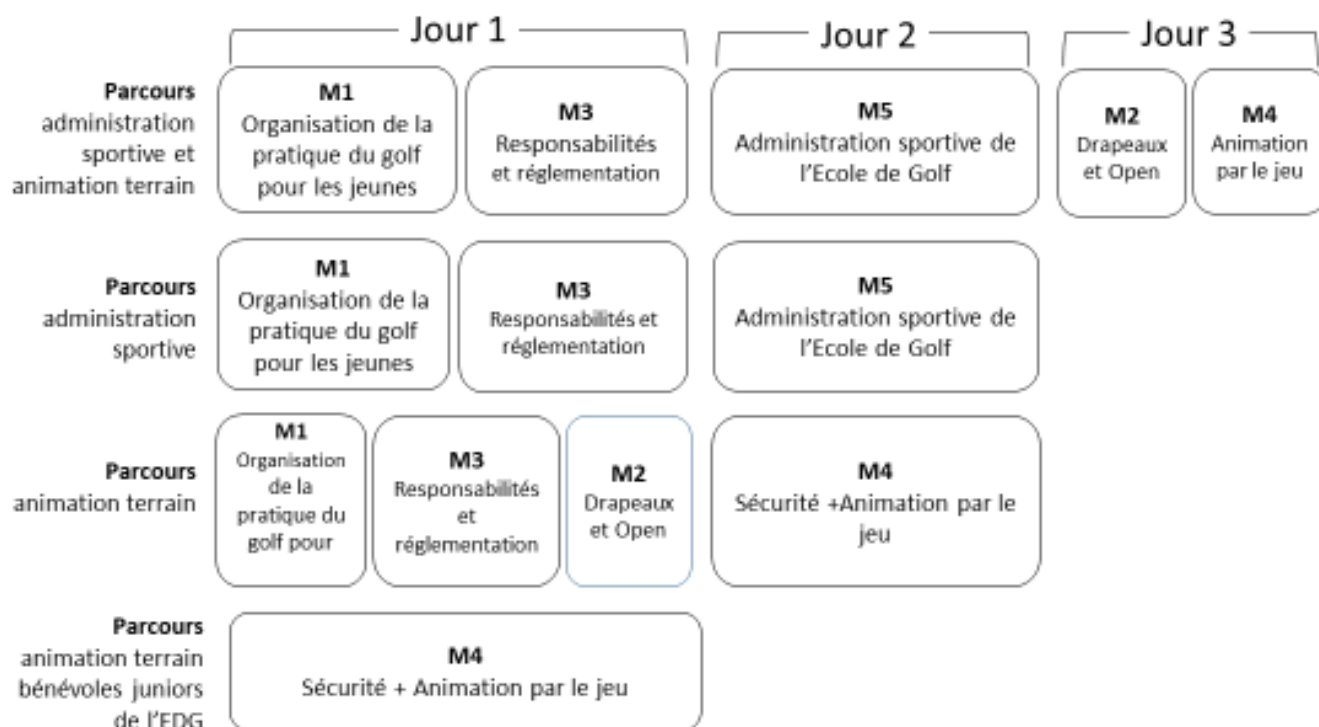 Jour 1
Jour 2
Jour 3
Parcours
administration
sportive et
animation terrain
M1
Organisation de la
pratique du golf
pour les jeunes
M3
Responsabilités
et réglementation
M5
Administration sportive de
l'Ecole de Golf
M2
Drapeaux
et Open
M4
Animation
par le jeu
Parcours
administration
sportive
M1
Organisation de la
pratique du golf
pour les jeunes
M3
Responsabilités et
réglementation
M5
Administration sportive de
l'Ecole de Golf
Parcours
animation terrain
M1
Organisation
de la
pratique du
golf pour
M3
Responsabilités
et
réglementation
M2
Drapeaux
et Open
M4
Sécurité +Animation par le
jeu
Parcours
animation terrain
bénévoles juniors
de l'EDG
M4
Sécurité + Animation par le jeu